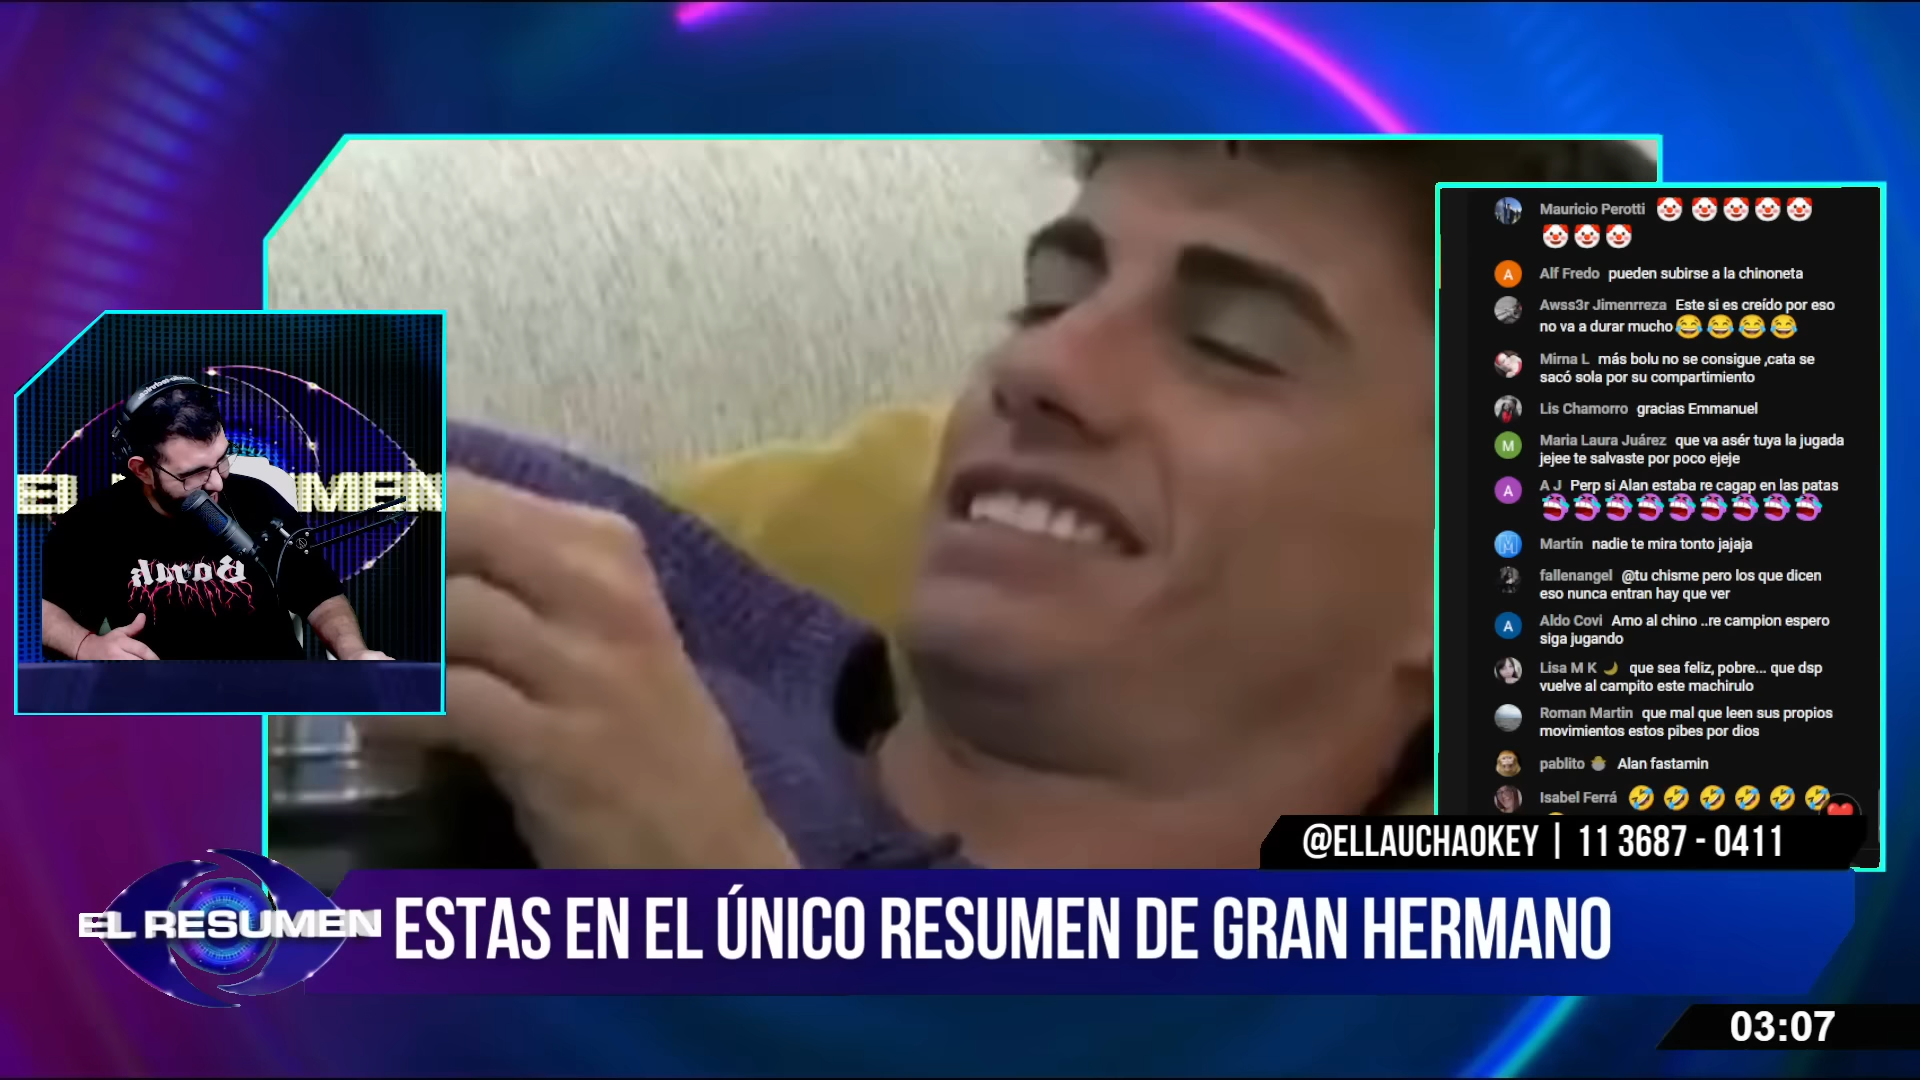 Mauricio Perotti
Alf Fredo pueden subirse a la chinoneta
Awss3r Jimenrreza Este si es creído por eso
no va a durar mucho
Mirna L más bolu no se consigue ,cata se
sacó sola por su compartimiento
Lis Chamorro gracias Emmanuel
Maria Laura Juárez que va asér tuya la jugada
jejee te salvaste por poco ejeje
A J Perp si Alan estaba re cagap en las patas
Martín nadie te mira tonto jajaja
fallenangel @tu chisme pero los que dicen
eso nunca entran hay que ver
Aldo Covi Amo al chino ..re campion espero
siga jugando
Lisa M K que sea feliz, pobre... que dsp
vuelve al campito este machirulo
Roman Martin que mal que leen sus propios
movimientos estos pibes por dios
pablito Alan fastamin
Isabel Ferrá
@ELLAUCHAOKEY | 11 3687 - 0411
EL RESUMEN
ESTAS EN EL ÚNICO RESUMEN DE GRAN HERMANO
03:07